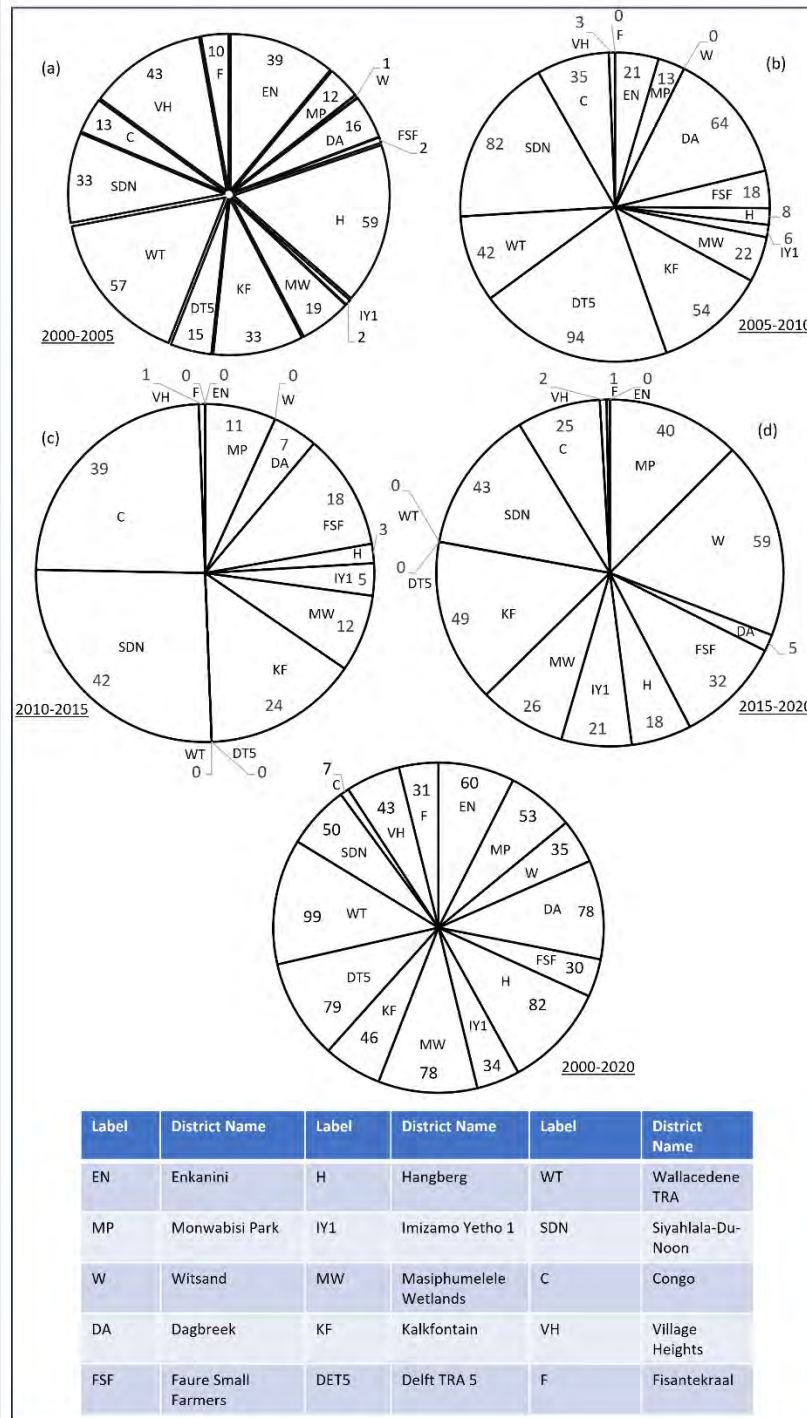 (a)
10
F
39
EN
12
MP
1
W
16
DA
FSF
2
H 59
IY1
2
MW
19
KF
33
DT5
15
WT
57
SDN
33
13
C
43
VH
2000-2005
(b)
0
F
21
EN
13
MP
0
W
DA
64
FSF 18
H 8
6
IY1
MW
22
KF
54
DT5
94
WT
42
82
SDN
35
C
3
VH
2005-2010
(c)
0
F
0
EN
11
MP
0
W
7
DA
18
FSF
H
3
IY1 5
MW
12
KF
24
DT5
0
WT
0
SDN
42
39
C
1
VH
2010-2015
(d)
1
F
0
EN
40
MP
W
59
DA
5
FSF
32
H
18
IY1
21
MW
26
KF
49
0
DT5
0
WT
43
SDN
25
C
2
VH
2015-2020
31
F
60
EN
53
MP
35
W
DA 78
FSF
30
H
82
IY1
34
MW
78
KF
46
DT5
79
99 WT
50
SDN
7
C
43
VH
2000-2020
Label District Name Label District Name Label District Name
EN Enkanini H Hangberg WT Wallacedene TRA
MP Monwabisi Park IY1 Imizamo Yetho 1 SDN Siyahlala-Du-Noon
W Witsand MW Masiphumelele Wetlands C Congo
DA Dagbreek KF Kalkfontain VH Village Heights
FSF Faure Small Farmers DET5 Delft TRA 5 F Fisantekraal